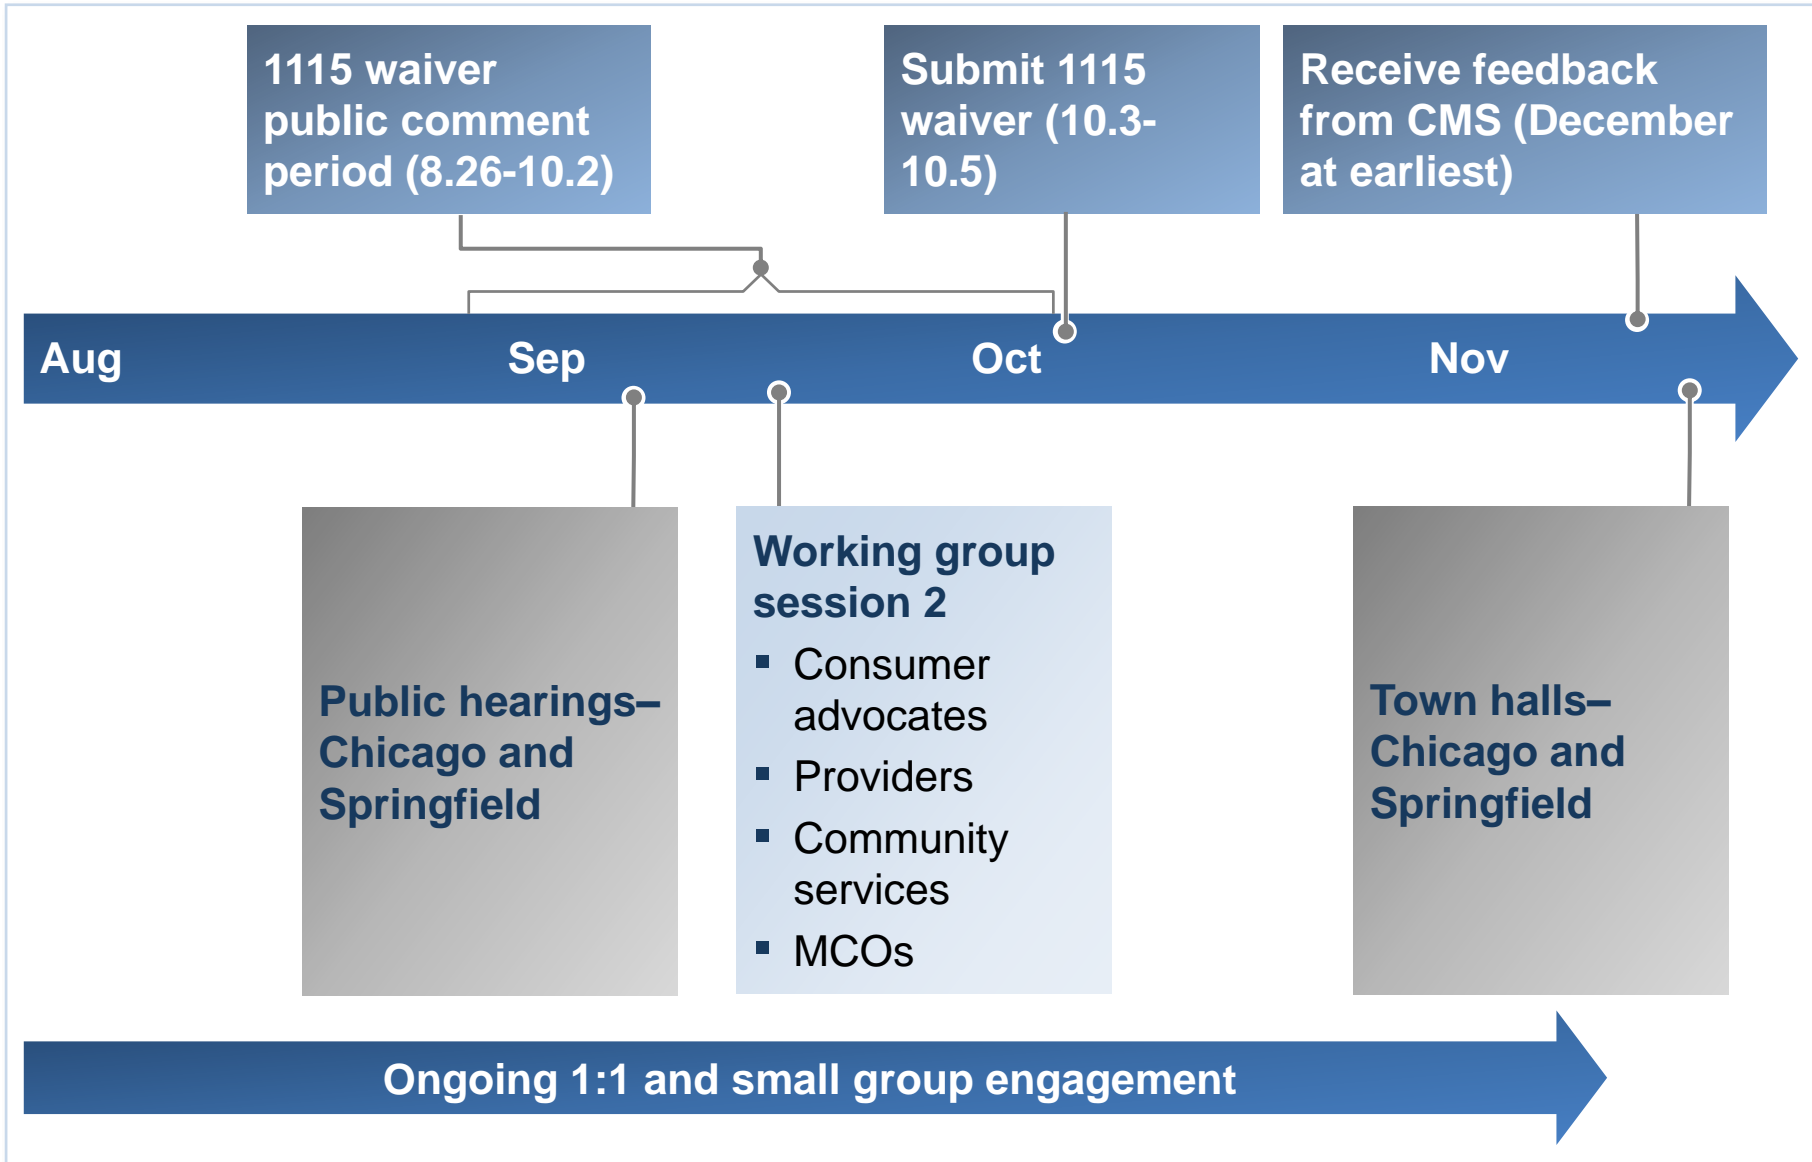 1115 waiver
public comment
period (8.26-10.2)
Submit 1115
waiver (10.3-
10.5)
Receive feedback
from CMS (December
at earliest)
Aug
Sep
Oct
Nov
Public hearings–
Chicago and
Springfield
Working group
session 2
▪ Consumer
advocates
▪ Providers
▪ Community
services
▪ MCOs
Town halls–
Chicago and
Springfield
Ongoing 1:1 and small group engagement